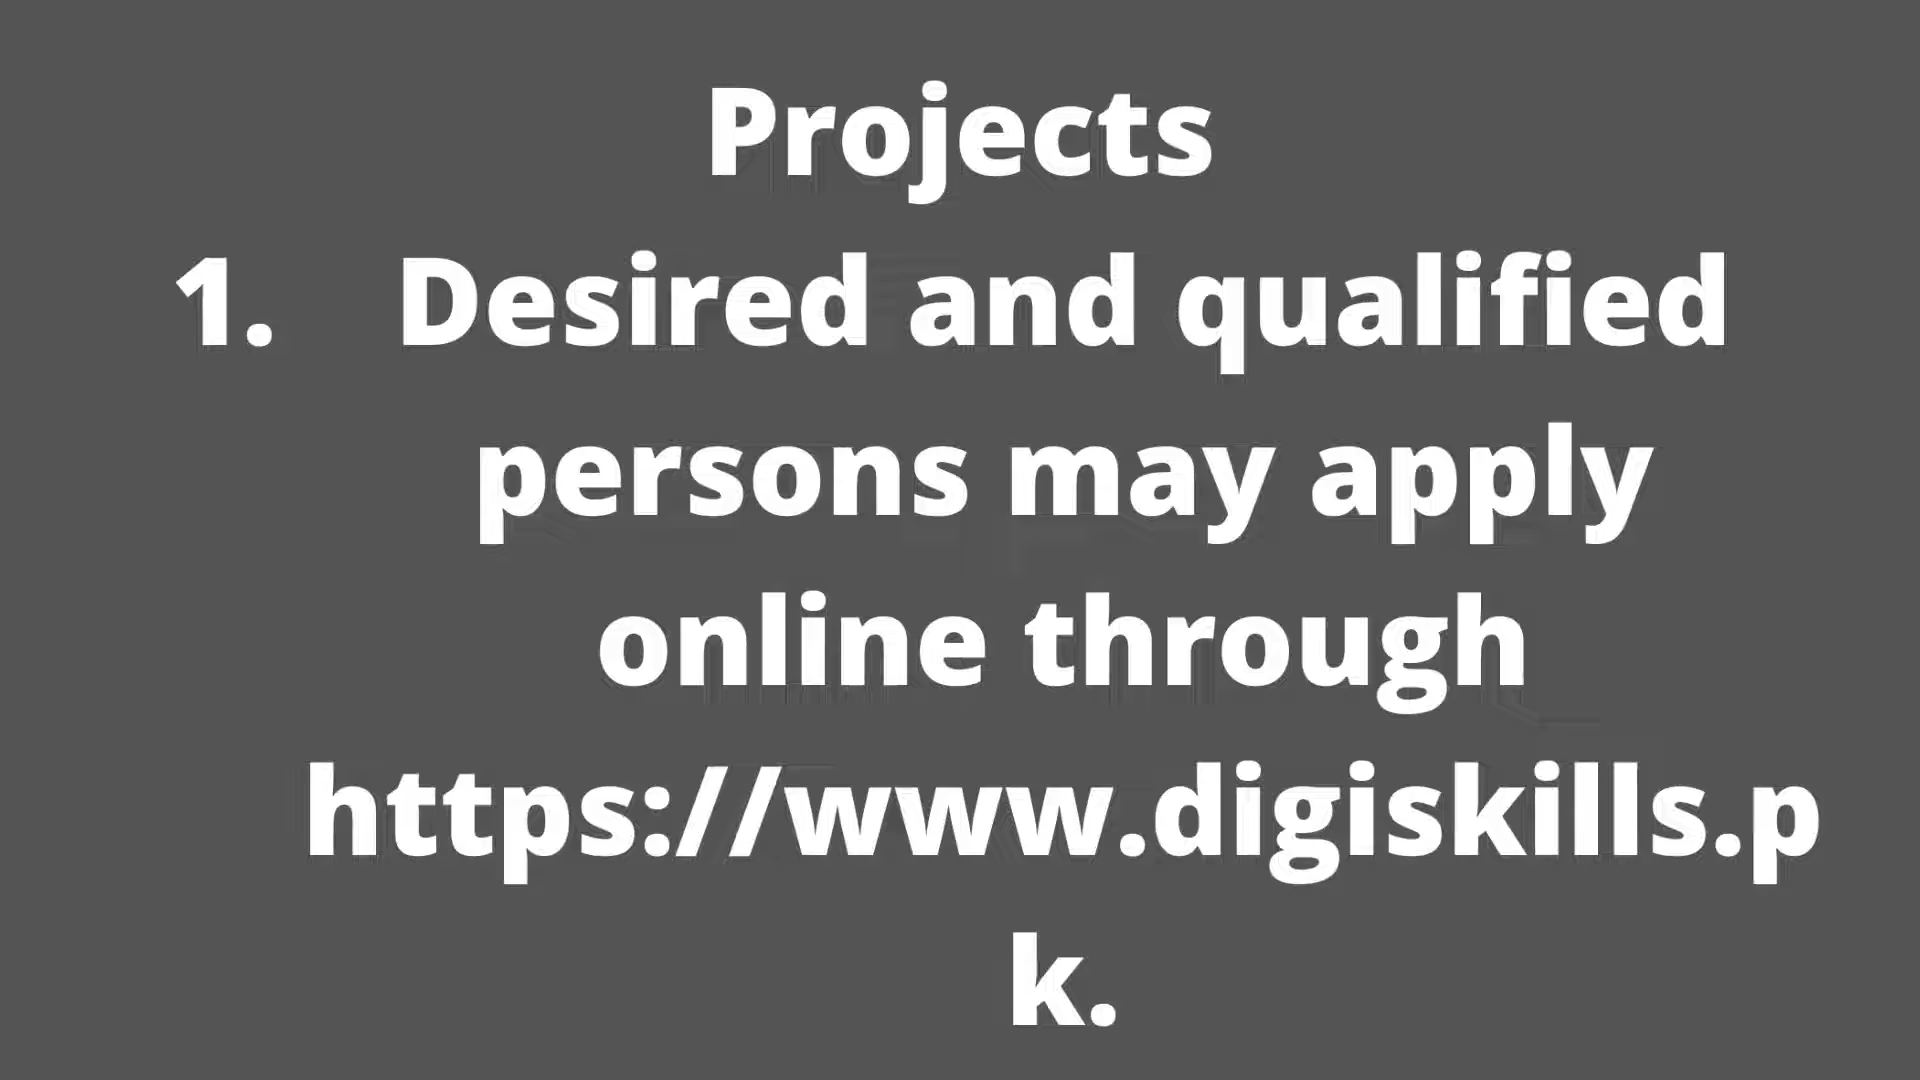 Projects
1. Desired and qualified
persons may apply
online through
https://www.digiskills.p
k.